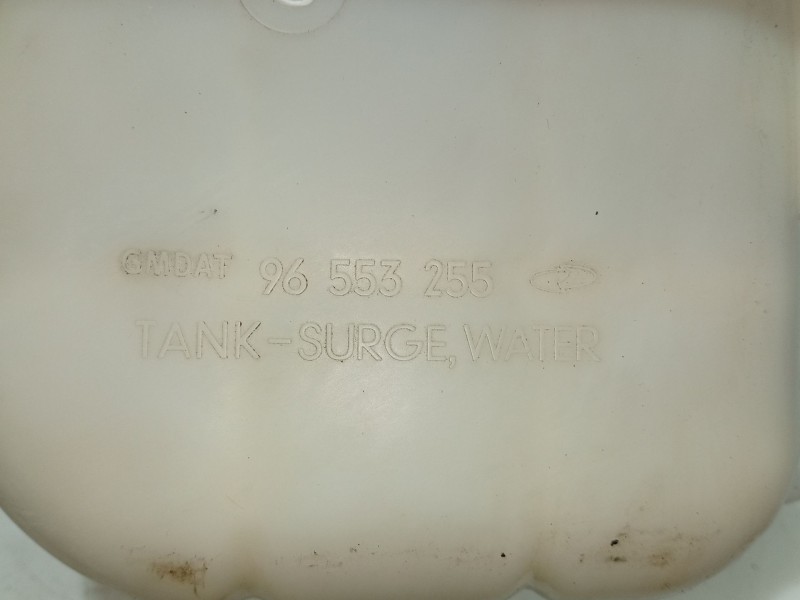 GMDAT 96 553 255
TANK-SURGE, WATER